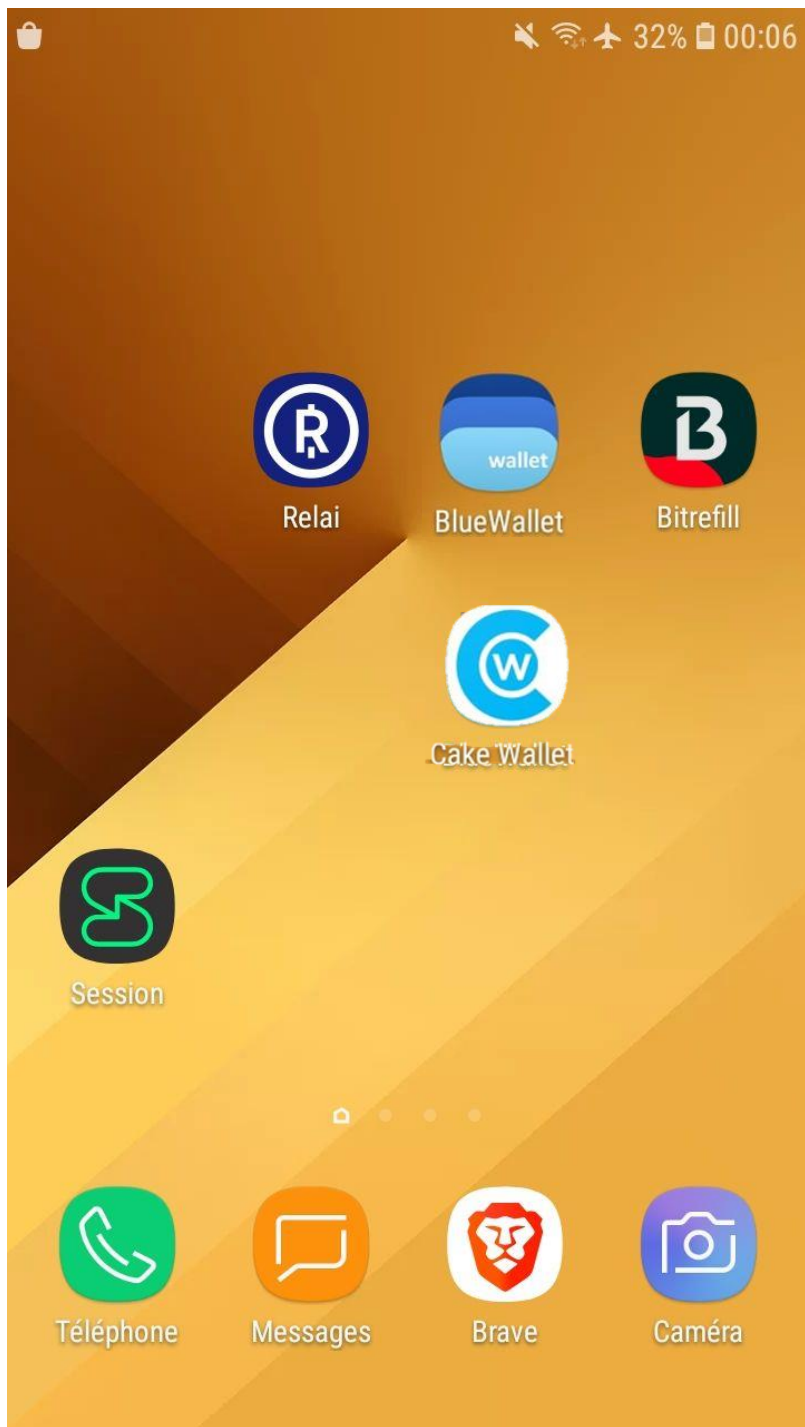 32% 00:06
wallet
Relai BlueWallet Bitrefill
Cake Wallet
Session
Téléphone Messages Brave Caméra